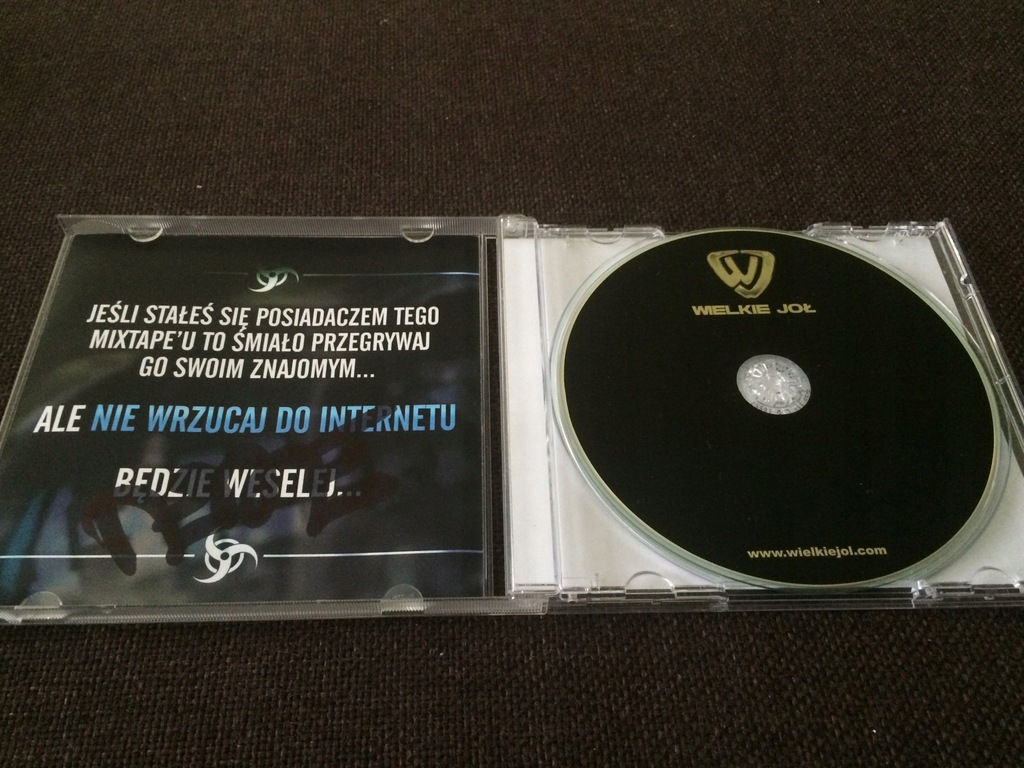 JEŚLI STAŁEŚ SIĘ POSIADACZEM TEGO
MIXTAPE'U TO ŚMIAŁO PRZEGRYWAJ
GO SWOIM ZNAJOMYM...
ALE NIE WRZUCAJ DO INTERNETU
BĘDZIE WESELEJ...
WIELKIE JOŁ
www.wielkiejol.com